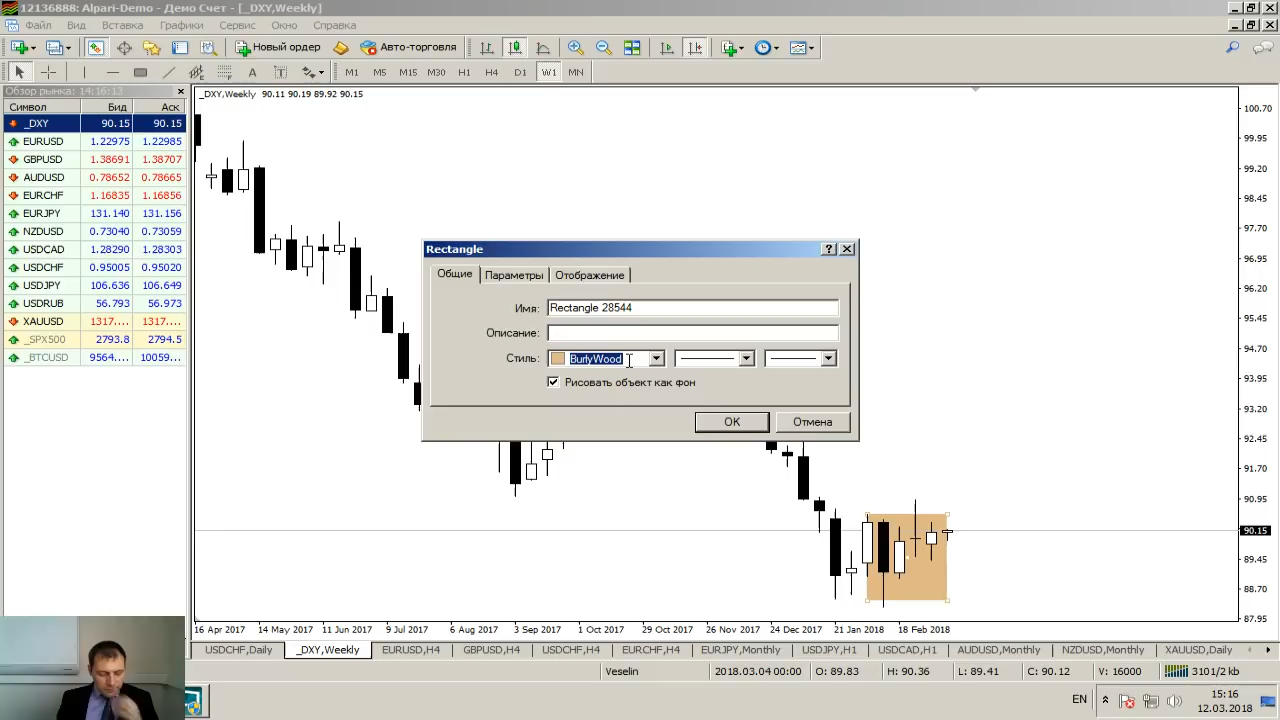 12136888: Alpari-Demo - Демо Счет - [_DXY,Weekly]
Файл Вид Вставка Графики Сервис Окно Справка
Новый ордер Авто-торговля
A T M1 M5 M15 M30 H1 H4 D1 W1 MN
Обзор рынка: 14:16:13
Символ Бид Аск
_DXY 90.15 90.15
EURUSD 1.22975 1.22985
GBPUSD 1.38691 1.38707
AUDUSD 0.78652 0.78665
EURCHF 1.16835 1.16856
EURJPY 131.140 131.156
NZDUSD 0.73040 0.73059
USDCAD 1.28290 1.28303
USDCHF 0.95005 0.95020
USDJPY 106.636 106.649
USDRUB 56.793 56.973
XAUUSD 1317.... 1317....
_SPX500 2793.8 2794.5
_BTCUSD 9564.... 10059...
_DXY,Weekly 90.11 90.19 89.92 90.15
100.70
99.95
99.20
98.45
97.70
96.95
96.20
95.45
94.70
93.95
93.20
92.45
91.70
90.95
90.15
89.45
88.70
87.95
Rectangle
Общие Параметры Отображение
Имя: Rectangle 28544
Описание:
Стиль: BurlyWood
Рисовать объект как фон
OK Отмена
16 Apr 2017 14 May 2017 11 Jun 2017 9 Jul 2017 6 Aug 2017 3 Sep 2017 1 Oct 2017 29 Oct 2017 26 Nov 2017 24 Dec 2017 21 Jan 2018 18 Feb 2018
USDCHF,Daily _DXY,Weekly EURUSD,H4 GBPUSD,H4 USDCHF,H4 EURCHF,H4 EURJPY,Monthly USDJPY,H1 USDCAD,H1 AUDUSD,Monthly NZDUSD,Monthly XAUUSD,Daily
Veselin 2018.03.04 00:00 O: 89.83 H: 90.36 L: 89.41 C: 90.12 V: 16000 3101/2 kb
EN 15:16
12.03.2018